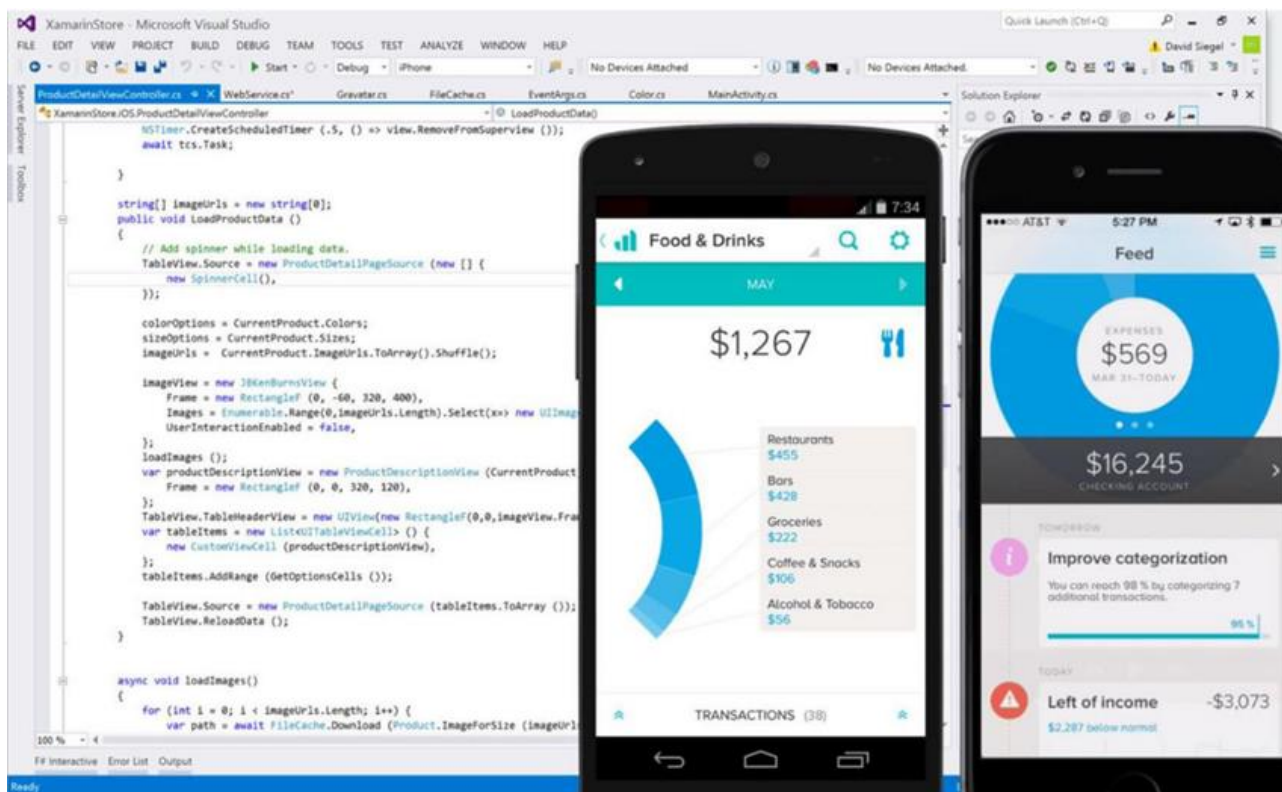 XamarinStore - Microsoft Visual Studio
Quick Launch (Ctrl+Q)
FILE EDIT VIEW PROJECT BUILD DEBUG TEAM TOOLS TEST ANALYZE WINDOW HELP
David Siegel
Start Debug iPhone No Devices Attached No Devices Attached.
Server Explorer
Toolbox
ProductDetailViewController.cs WebService.cs* Gravatar.cs FileCache.cs EventArgs.cs Color.cs MainActivity.cs
Solution Explorer
XamarinStore.iOS.ProductDetailViewController LoadProductData()
NSTimer.CreateScheduledTimer (.5, () => view.RemoveFromSuperview ());
await tcs.Task;
}
string[] imageUrls = new string[0];
public void LoadProductData ()
{
// Add spinner while loading data.
TableView.Source = new ProductDetailPageSource (new [] {
new SpinnerCell(),
});
colorOptions = CurrentProduct.Colors;
sizeOptions = CurrentProduct.Sizes;
imageUrls = CurrentProduct.ImageUrls.ToArray().Shuffle();
imageView = new JBKenBurnsView {
Frame = new RectangleF (0, -60, 320, 400),
Images = Enumerable.Range(0,imageUrls.Length).Select(x=> new UIImag
UserInteractionEnabled = false,
};
loadImages ();
var productDescriptionView = new ProductDescriptionView (CurrentProduct
Frame = new RectangleF (0, 0, 320, 120),
};
TableView.TableHeaderView = new UIView(new RectangleF(0,0,imageView.Fra
var tableItems = new List<UITableViewCell> () {
new CustomViewCell (productDescriptionView),
};
tableItems.AddRange (GetOptionsCells ());
TableView.Source = new ProductDetailPageSource (tableItems.ToArray ());
TableView.ReloadData ();
}
async void loadImages()
{
for (int i = 0; i < imageUrls.Length; i++) {
var path = await FileCache.Download (Product.ImageForSize (imageUrl
100 %
F# Interactive Error List Output
Ready
7:34
Food & Drinks
MAY
$1,267
Restaurants
$455
Bars
$428
Groceries
$222
Coffee & Snacks
$106
Alcohol & Tobacco
$56
TRANSACTIONS (38)
AT&T 5:27 PM
Feed
EXPENSES
$569
MAR 31-TODAY
$16,245
CHECKING ACCOUNT
TOMORROW
Improve categorization
You can reach 98 % by categorizing 7
additional transactions.
95 %
TODAY
Left of income -$3,073
$2,287 below normal